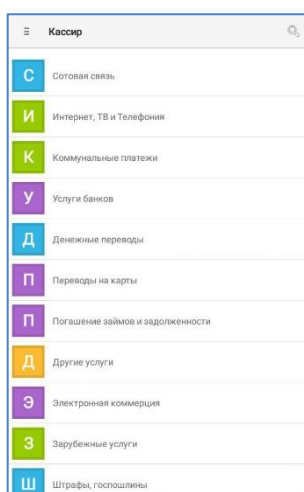 Кассир
С Сотовая связь
И Интернет, ТВ и Телефония
К Коммунальные платежи
У Услуги банков
Д Денежные переводы
П Переводы на карты
П Погашение займов и задолженности
Д Другие услуги
Э Электронная коммерция
З Зарубежные услуги
Ш Штрафы, госпошлины